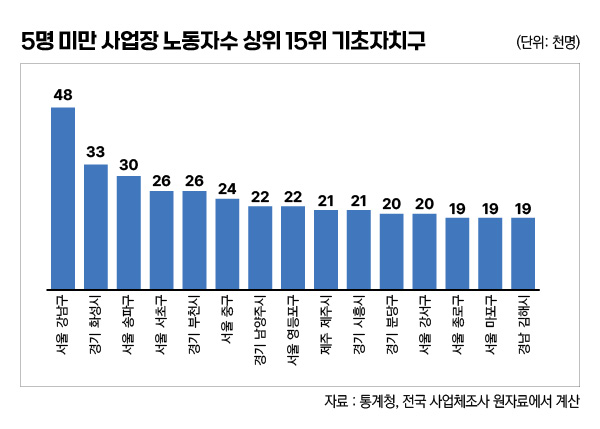 5명 미만 사업장 노동자수 상위 15위 기초자치구
(단위: 천명)
48
33
30
26
26
24
22
22
21
21
20
20
19
19
19
서울 강남구
경기 화성시
서울 송파구
서울 서초구
경기 부천시
서울 중구
경기 남양주시
서울 영등포구
제주 제주시
경기 시흥시
경기 분당구
서울 강서구
서울 종로구
서울 마포구
경남 김해시
자료 : 통계청, 전국 사업체조사 원자료에서 계산